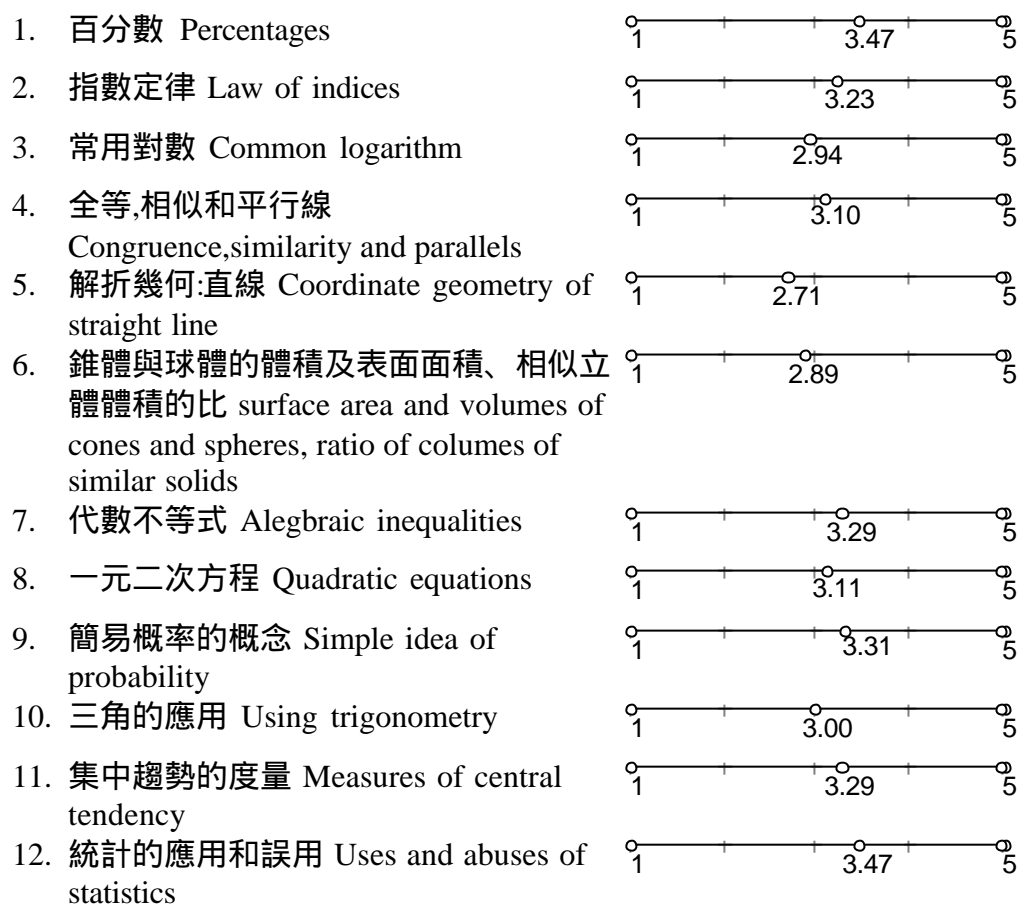 1. 百分數 Percentages
1 3.47 5
2. 指數定律 Law of indices
1 3.23 5
3. 常用對數 Common logarithm
1 2.94 5
4. 全等,相似和平行線
1 3.10 5
Congruence,similarity and parallels
5. 解折幾何:直線 Coordinate geometry of
1 2.71 5
straight line
6. 錐體與球體的體積及表面面積、相似立
1 2.89 5
體體積的比 surface area and volumes of
cones and spheres, ratio of columes of
similar solids
7. 代數不等式 Alegbraic inequalities
1 3.29 5
8. 一元二次方程 Quadratic equations
1 3.11 5
9. 簡易概率的概念 Simple idea of
1 3.31 5
probability
10. 三角的應用 Using trigonometry
1 3.00 5
11. 集中趨勢的度量 Measures of central
1 3.29 5
tendency
12. 統計的應用和誤用 Uses and abuses of
1 3.47 5
statistics